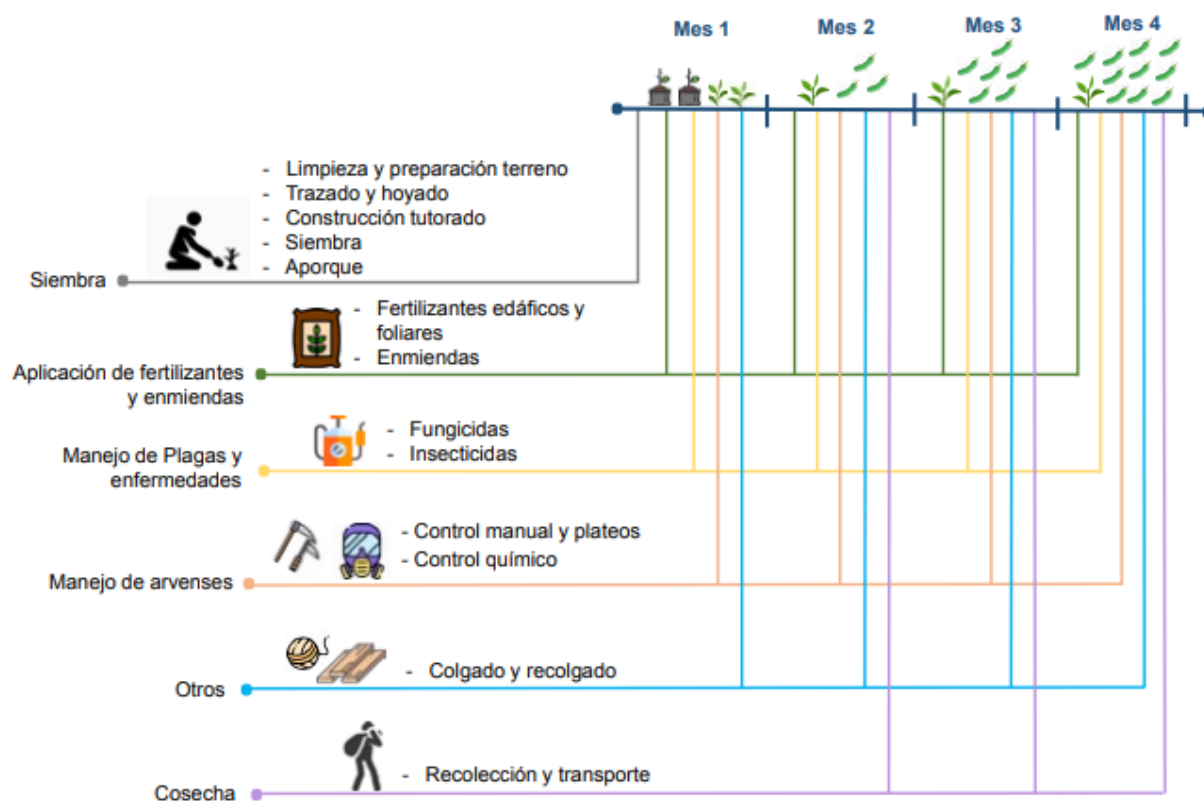 Mes 1
Mes 2
Mes 3
Mes 4
- Limpieza y preparación terreno
- Trazado y hoyado
- Construcción tutorado
- Siembra
- Aporque
Siembra
- Fertilizantes edáficos y
foliares
- Enmiendas
Aplicación de fertilizantes
y enmiendas
- Fungicidas
- Insecticidas
Manejo de Plagas y
enfermedades
- Control manual y plateos
- Control químico
Manejo de arvenses
- Colgado y recolgado
Otros
- Recolección y transporte
Cosecha